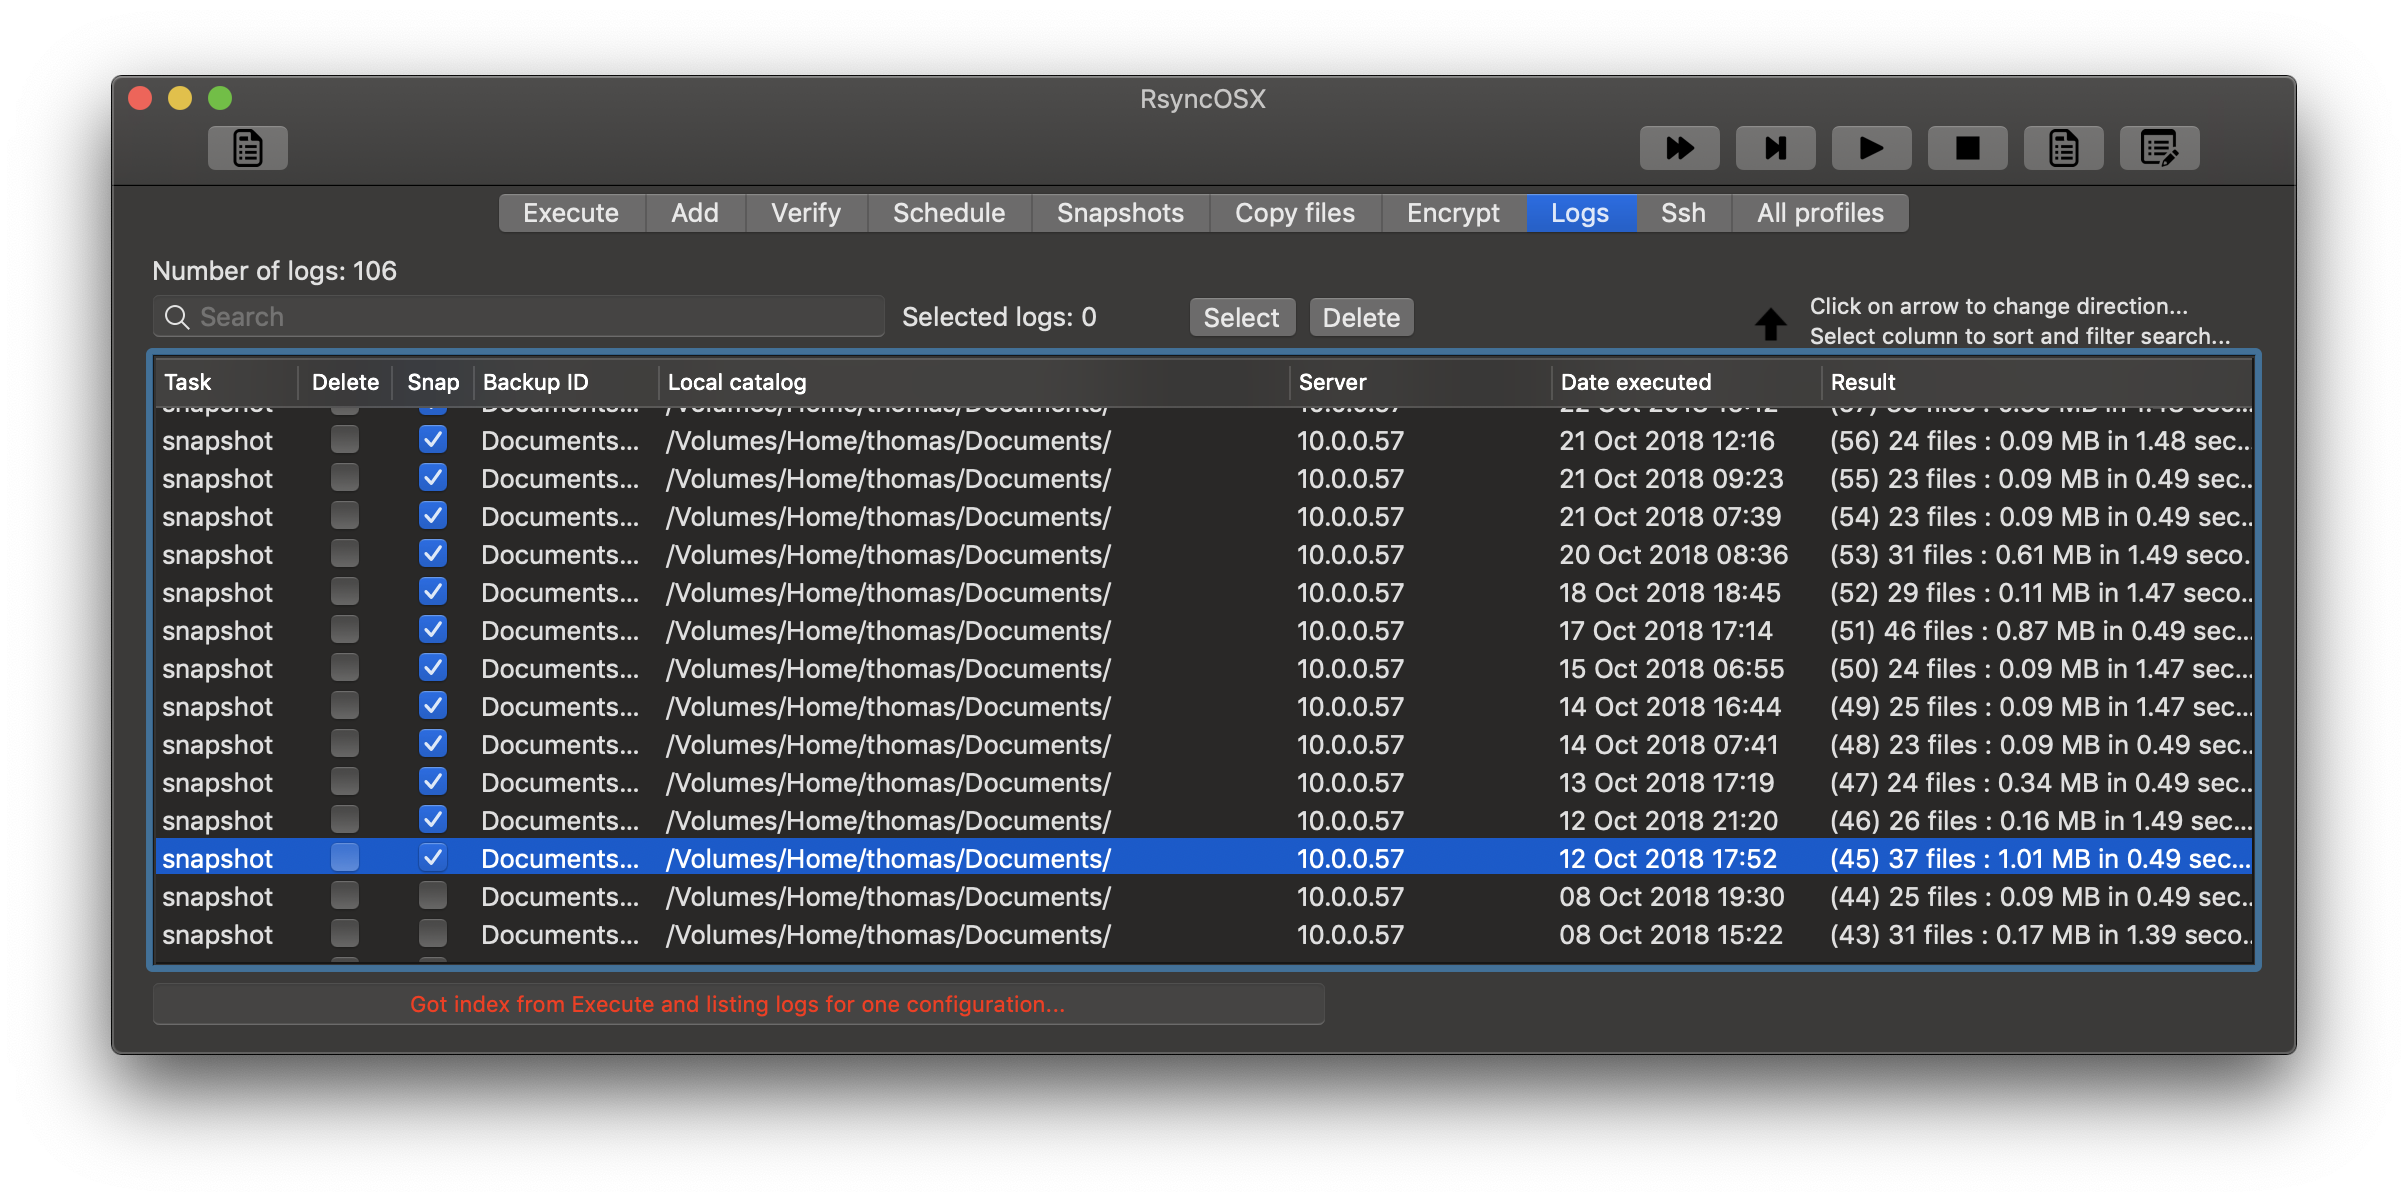 RsyncOSX
Execute Add Verify Schedule Snapshots Copy files Encrypt Logs Ssh All profiles
Number of logs: 106
Search Selected logs: 0 Select Delete Click on arrow to change direction...
Select column to sort and filter search...
Task Delete Snap Backup ID Local catalog Server Date executed Result
snapshot Documents... /Volumes/Home/thomas/Documents/ 10.0.0.57
snapshot Documents... /Volumes/Home/thomas/Documents/ 10.0.0.57 21 Oct 2018 12:16 (56) 24 files : 0.09 MB in 1.48 sec...
snapshot Documents... /Volumes/Home/thomas/Documents/ 10.0.0.57 21 Oct 2018 09:23 (55) 23 files : 0.09 MB in 0.49 sec...
snapshot Documents... /Volumes/Home/thomas/Documents/ 10.0.0.57 21 Oct 2018 07:39 (54) 23 files : 0.09 MB in 0.49 sec...
snapshot Documents... /Volumes/Home/thomas/Documents/ 10.0.0.57 20 Oct 2018 08:36 (53) 31 files : 0.61 MB in 1.49 seco...
snapshot Documents... /Volumes/Home/thomas/Documents/ 10.0.0.57 18 Oct 2018 18:45 (52) 29 files : 0.11 MB in 1.47 seco...
snapshot Documents... /Volumes/Home/thomas/Documents/ 10.0.0.57 17 Oct 2018 17:14 (51) 46 files : 0.87 MB in 0.49 sec...
snapshot Documents... /Volumes/Home/thomas/Documents/ 10.0.0.57 15 Oct 2018 06:55 (50) 24 files : 0.09 MB in 1.47 sec...
snapshot Documents... /Volumes/Home/thomas/Documents/ 10.0.0.57 14 Oct 2018 16:44 (49) 25 files : 0.09 MB in 1.47 sec...
snapshot Documents... /Volumes/Home/thomas/Documents/ 10.0.0.57 14 Oct 2018 07:41 (48) 23 files : 0.09 MB in 0.49 sec...
snapshot Documents... /Volumes/Home/thomas/Documents/ 10.0.0.57 13 Oct 2018 17:19 (47) 24 files : 0.34 MB in 0.49 sec...
snapshot Documents... /Volumes/Home/thomas/Documents/ 10.0.0.57 12 Oct 2018 21:20 (46) 26 files : 0.16 MB in 1.49 sec...
snapshot Documents... /Volumes/Home/thomas/Documents/ 10.0.0.57 12 Oct 2018 17:52 (45) 37 files : 1.01 MB in 0.49 sec...
snapshot Documents... /Volumes/Home/thomas/Documents/ 10.0.0.57 08 Oct 2018 19:30 (44) 25 files : 0.09 MB in 0.49 sec...
snapshot Documents... /Volumes/Home/thomas/Documents/ 10.0.0.57 08 Oct 2018 15:22 (43) 31 files : 0.17 MB in 1.39 seco...
Got index from Execute and listing logs for one configuration...